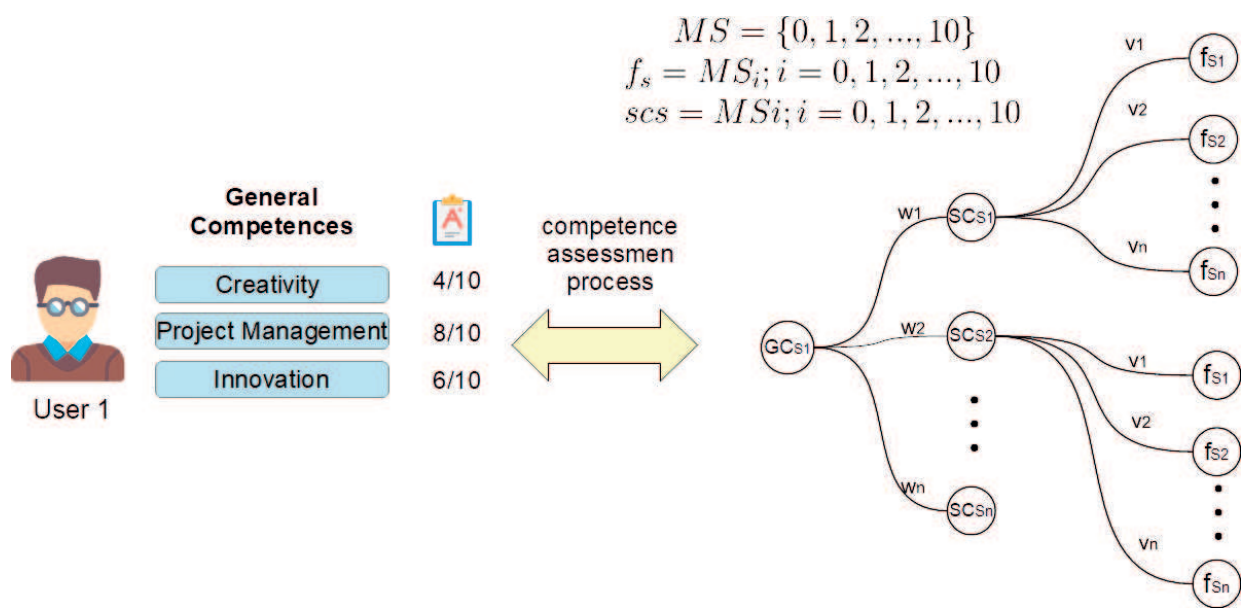 MS = {0, 1, 2, ..., 10}
f_s = MS_i; i = 0, 1, 2, ..., 10
scs = MSi; i = 0, 1, 2, ..., 10
General
Competences
A+
Creativity 4/10
Project Management 8/10
Innovation 6/10
User 1
competence
assessmen
process
GCS1
w1
w2
wn
SCS1
SCS2
SCSn
v1
v2
vn
fS1
fS2
fSn
v1
v2
vn
fS1
fS2
fSn